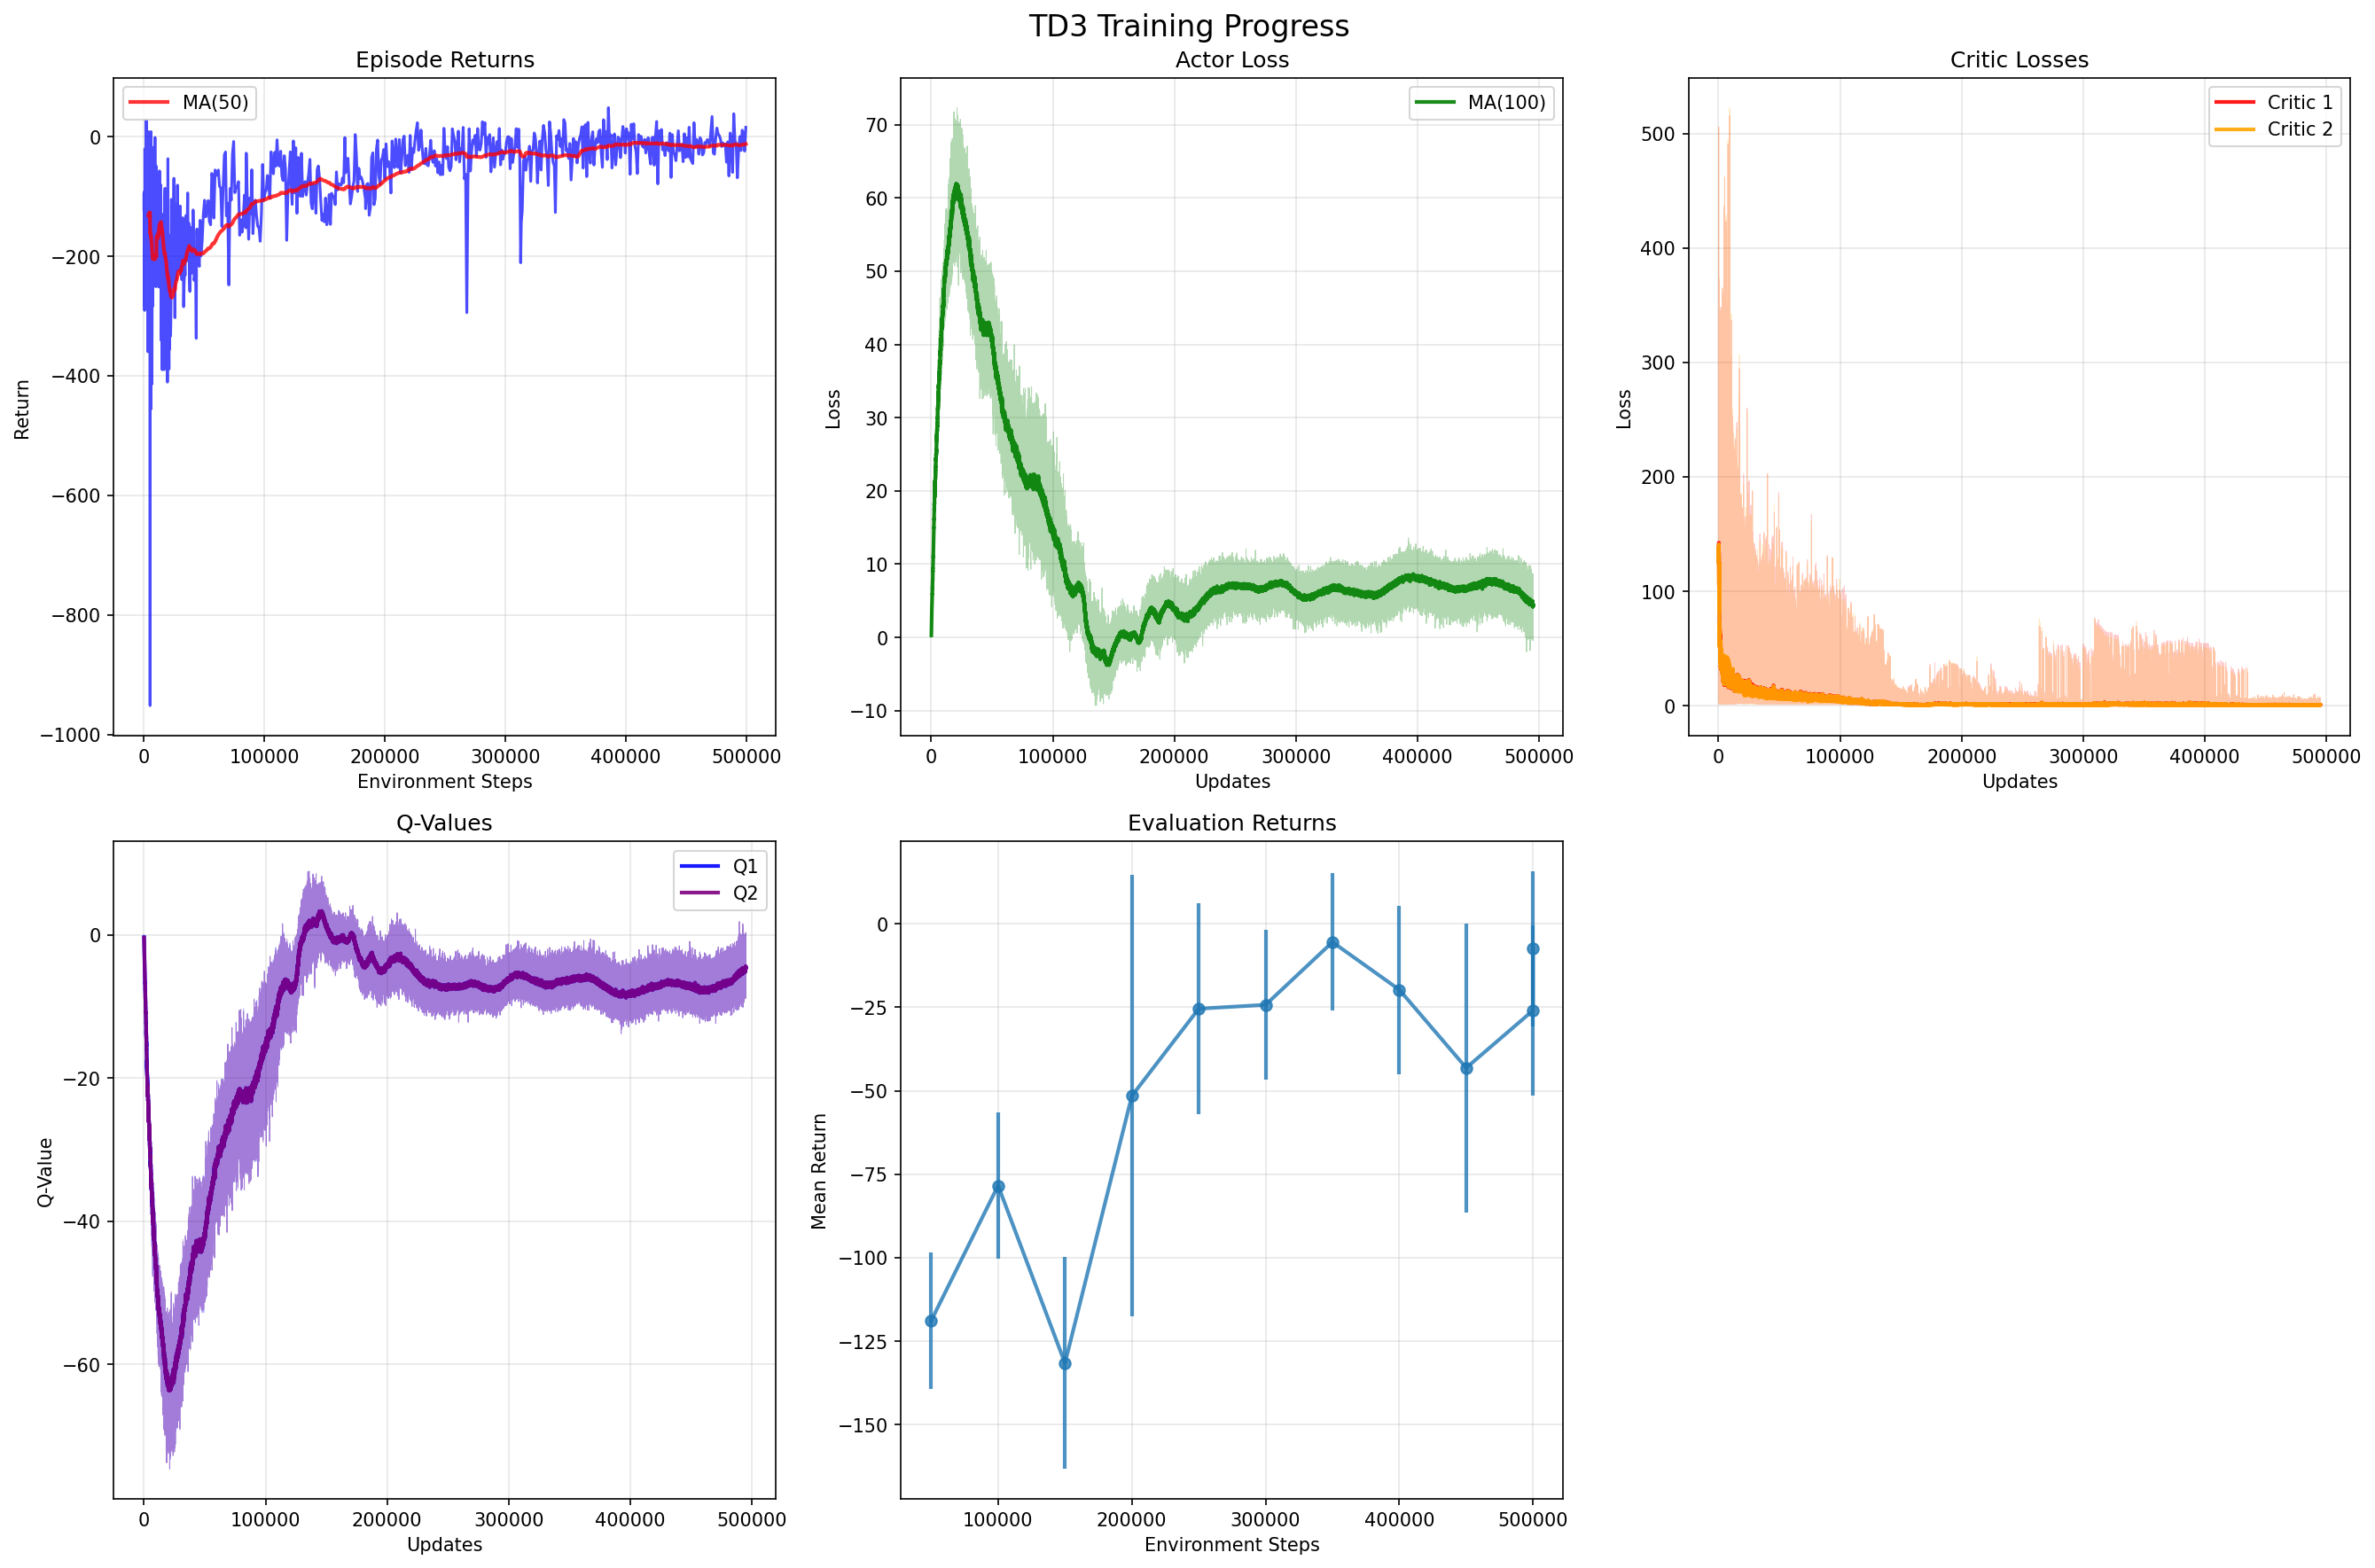 TD3 Training Progress
Episode Returns
MA(50)
0
−200
−400
−600
−800
−1000
Return
0 100000 200000 300000 400000 500000
Environment Steps
Actor Loss
MA(100)
70
60
50
40
30
20
10
0
−10
Loss
0 100000 200000 300000 400000 500000
Updates
Critic Losses
Critic 1
Critic 2
500
400
300
200
100
0
Loss
0 100000 200000 300000 400000 500000
Updates
Q-Values
Q1
Q2
0
−20
−40
−60
Q-Value
0 100000 200000 300000 400000 500000
Updates
Evaluation Returns
0
−25
−50
−75
−100
−125
−150
Mean Return
100000 200000 300000 400000 500000
Environment Steps